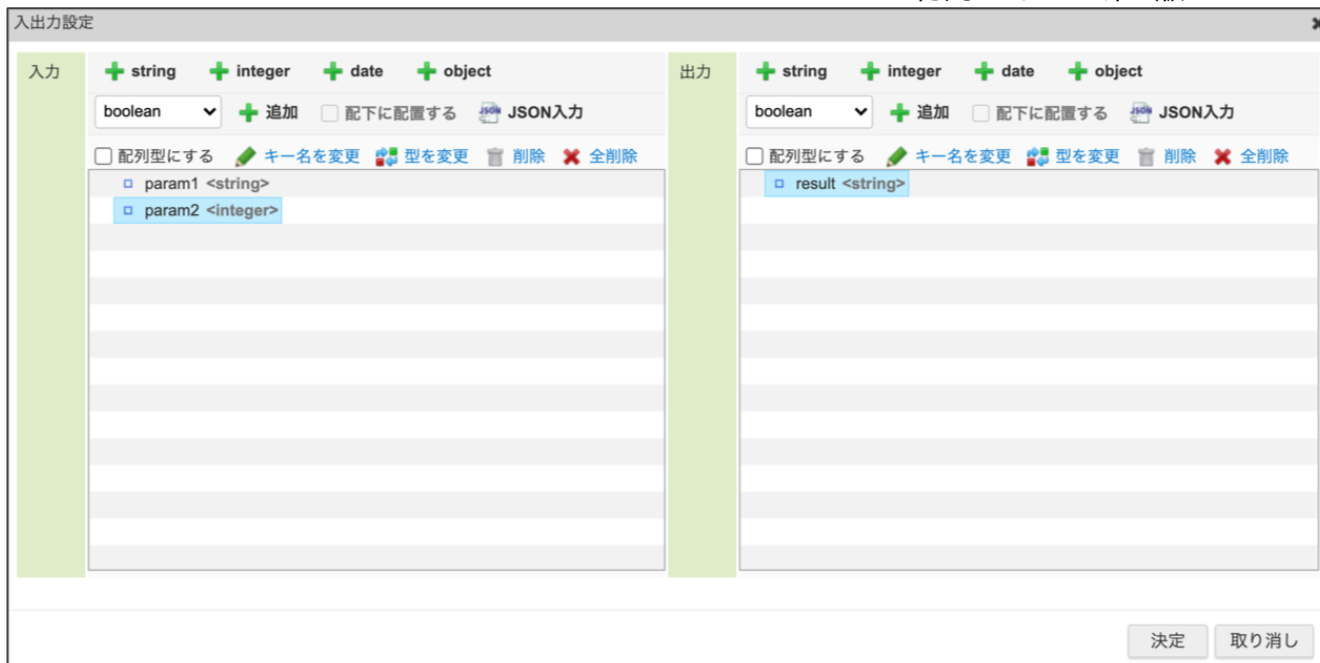 入出力設定
入力
string integer date object
boolean 追加 配下に配置する JSON入力
配列型にする キー名を変更 型を変更 削除 全削除
param1 <string>
param2 <integer>
出力
string integer date object
boolean 追加 配下に配置する JSON入力
配列型にする キー名を変更 型を変更 削除 全削除
result <string>
決定 取り消し